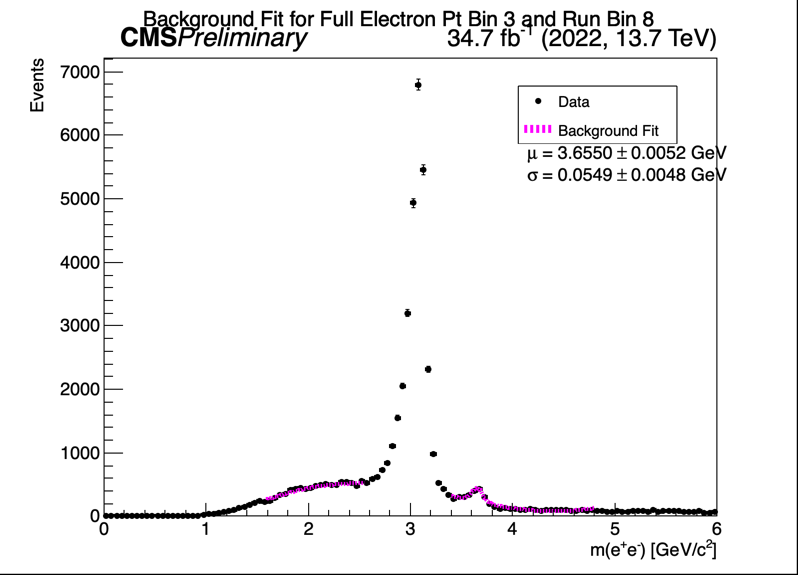 Background Fit for Full Electron Pt Bin 3 and Run Bin 8
CMS Preliminary 34.7 fb⁻¹ (2022, 13.7 TeV)
Events
7000
6000
5000
4000
3000
2000
1000
0
Data
Background Fit
μ = 3.6550 ± 0.0052 GeV
σ = 0.0549 ± 0.0048 GeV
0 1 2 3 4 5 6
m(e⁺e⁻) [GeV/c²]